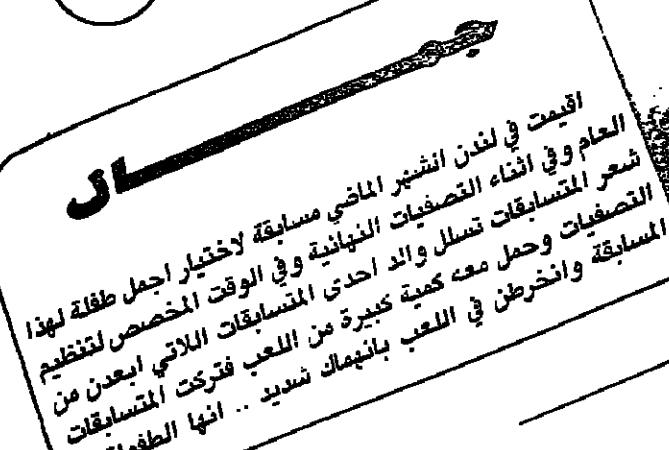 جمال
اقيمت في لندن الشهر الماضي مسابقة لاختيار اجمل طفلة لهذا
العام وفي اثناء التصفيات النهائية وفي الوقت المخصص لتنظيم
شعر المتسابقات تسلل والد احدى المتسابقات اللاتي ابعدن من
التصفيات وحمل معه كمية كبيرة من اللعب فتركت المتسابقات
المسابقة وانخرطن في اللعب بانهماك شديد .. انها